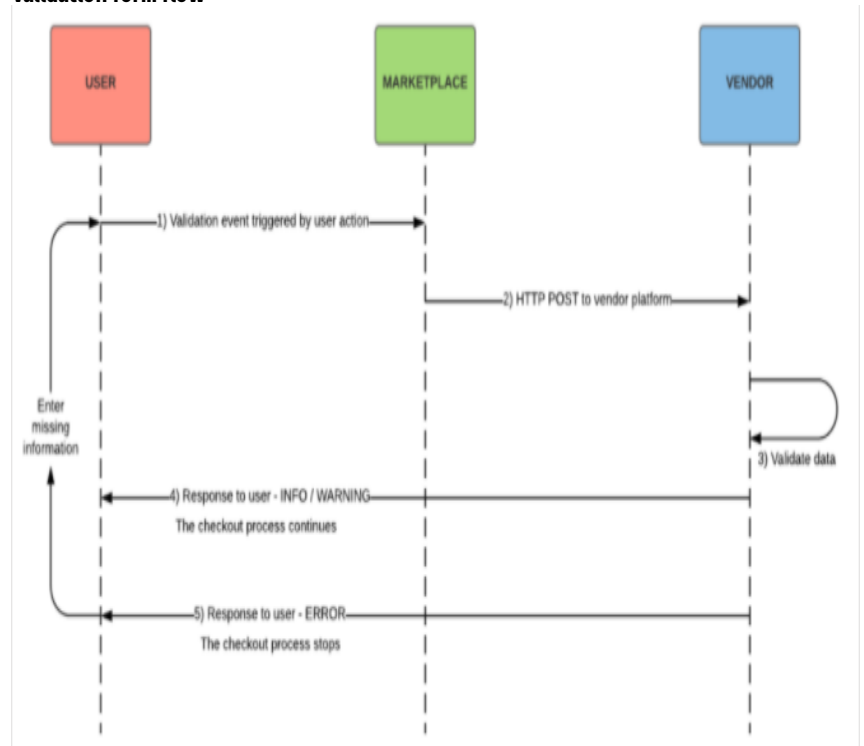 Validation Form Flow
USER
MARKETPLACE
VENDOR
1) Validation event triggered by user action
2) HTTP POST to vendor platform
Enter
missing
information
3) Validate data
4) Response to user - INFO / WARNING
The checkout process continues
5) Response to user - ERROR
The checkout process stops